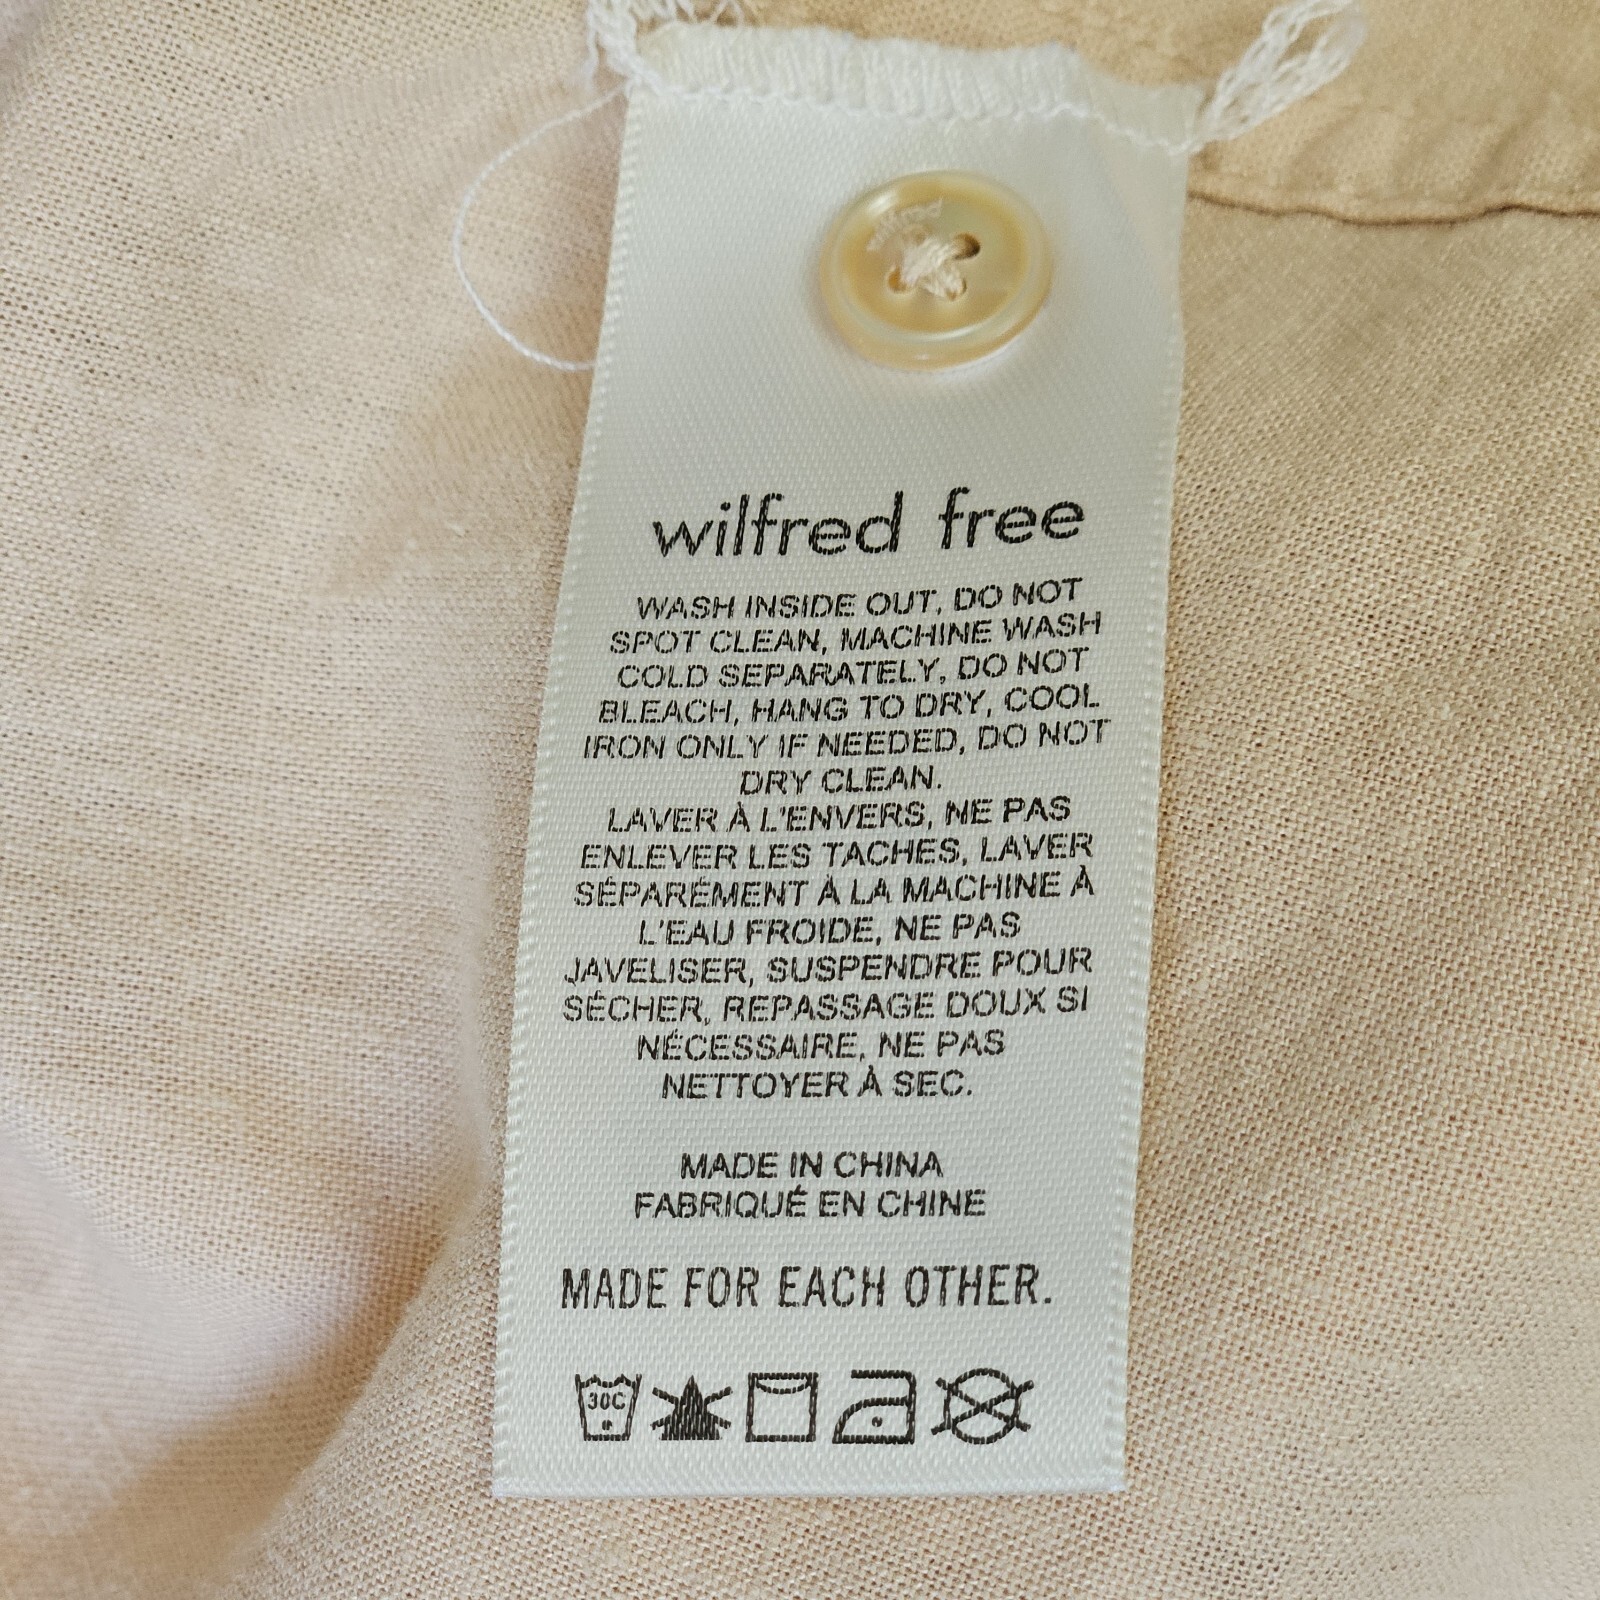 wilfred
wilfred free
WASH INSIDE OUT, DO NOT
SPOT CLEAN, MACHINE WASH
COLD SEPARATELY, DO NOT
BLEACH, HANG TO DRY, COOL
IRON ONLY IF NEEDED, DO NOT
DRY CLEAN.
LAVER À L'ENVERS, NE PAS
ENLEVER LES TACHES, LAVER
SÉPARÉMENT À LA MACHINE À
L'EAU FROIDE, NE PAS
JAVELISER, SUSPENDRE POUR
SÉCHER, REPASSAGE DOUX SI
NÉCESSAIRE, NE PAS
NETTOYER À SEC.
MADE IN CHINA
FABRIQUÉ EN CHINE
MADE FOR EACH OTHER.
30C